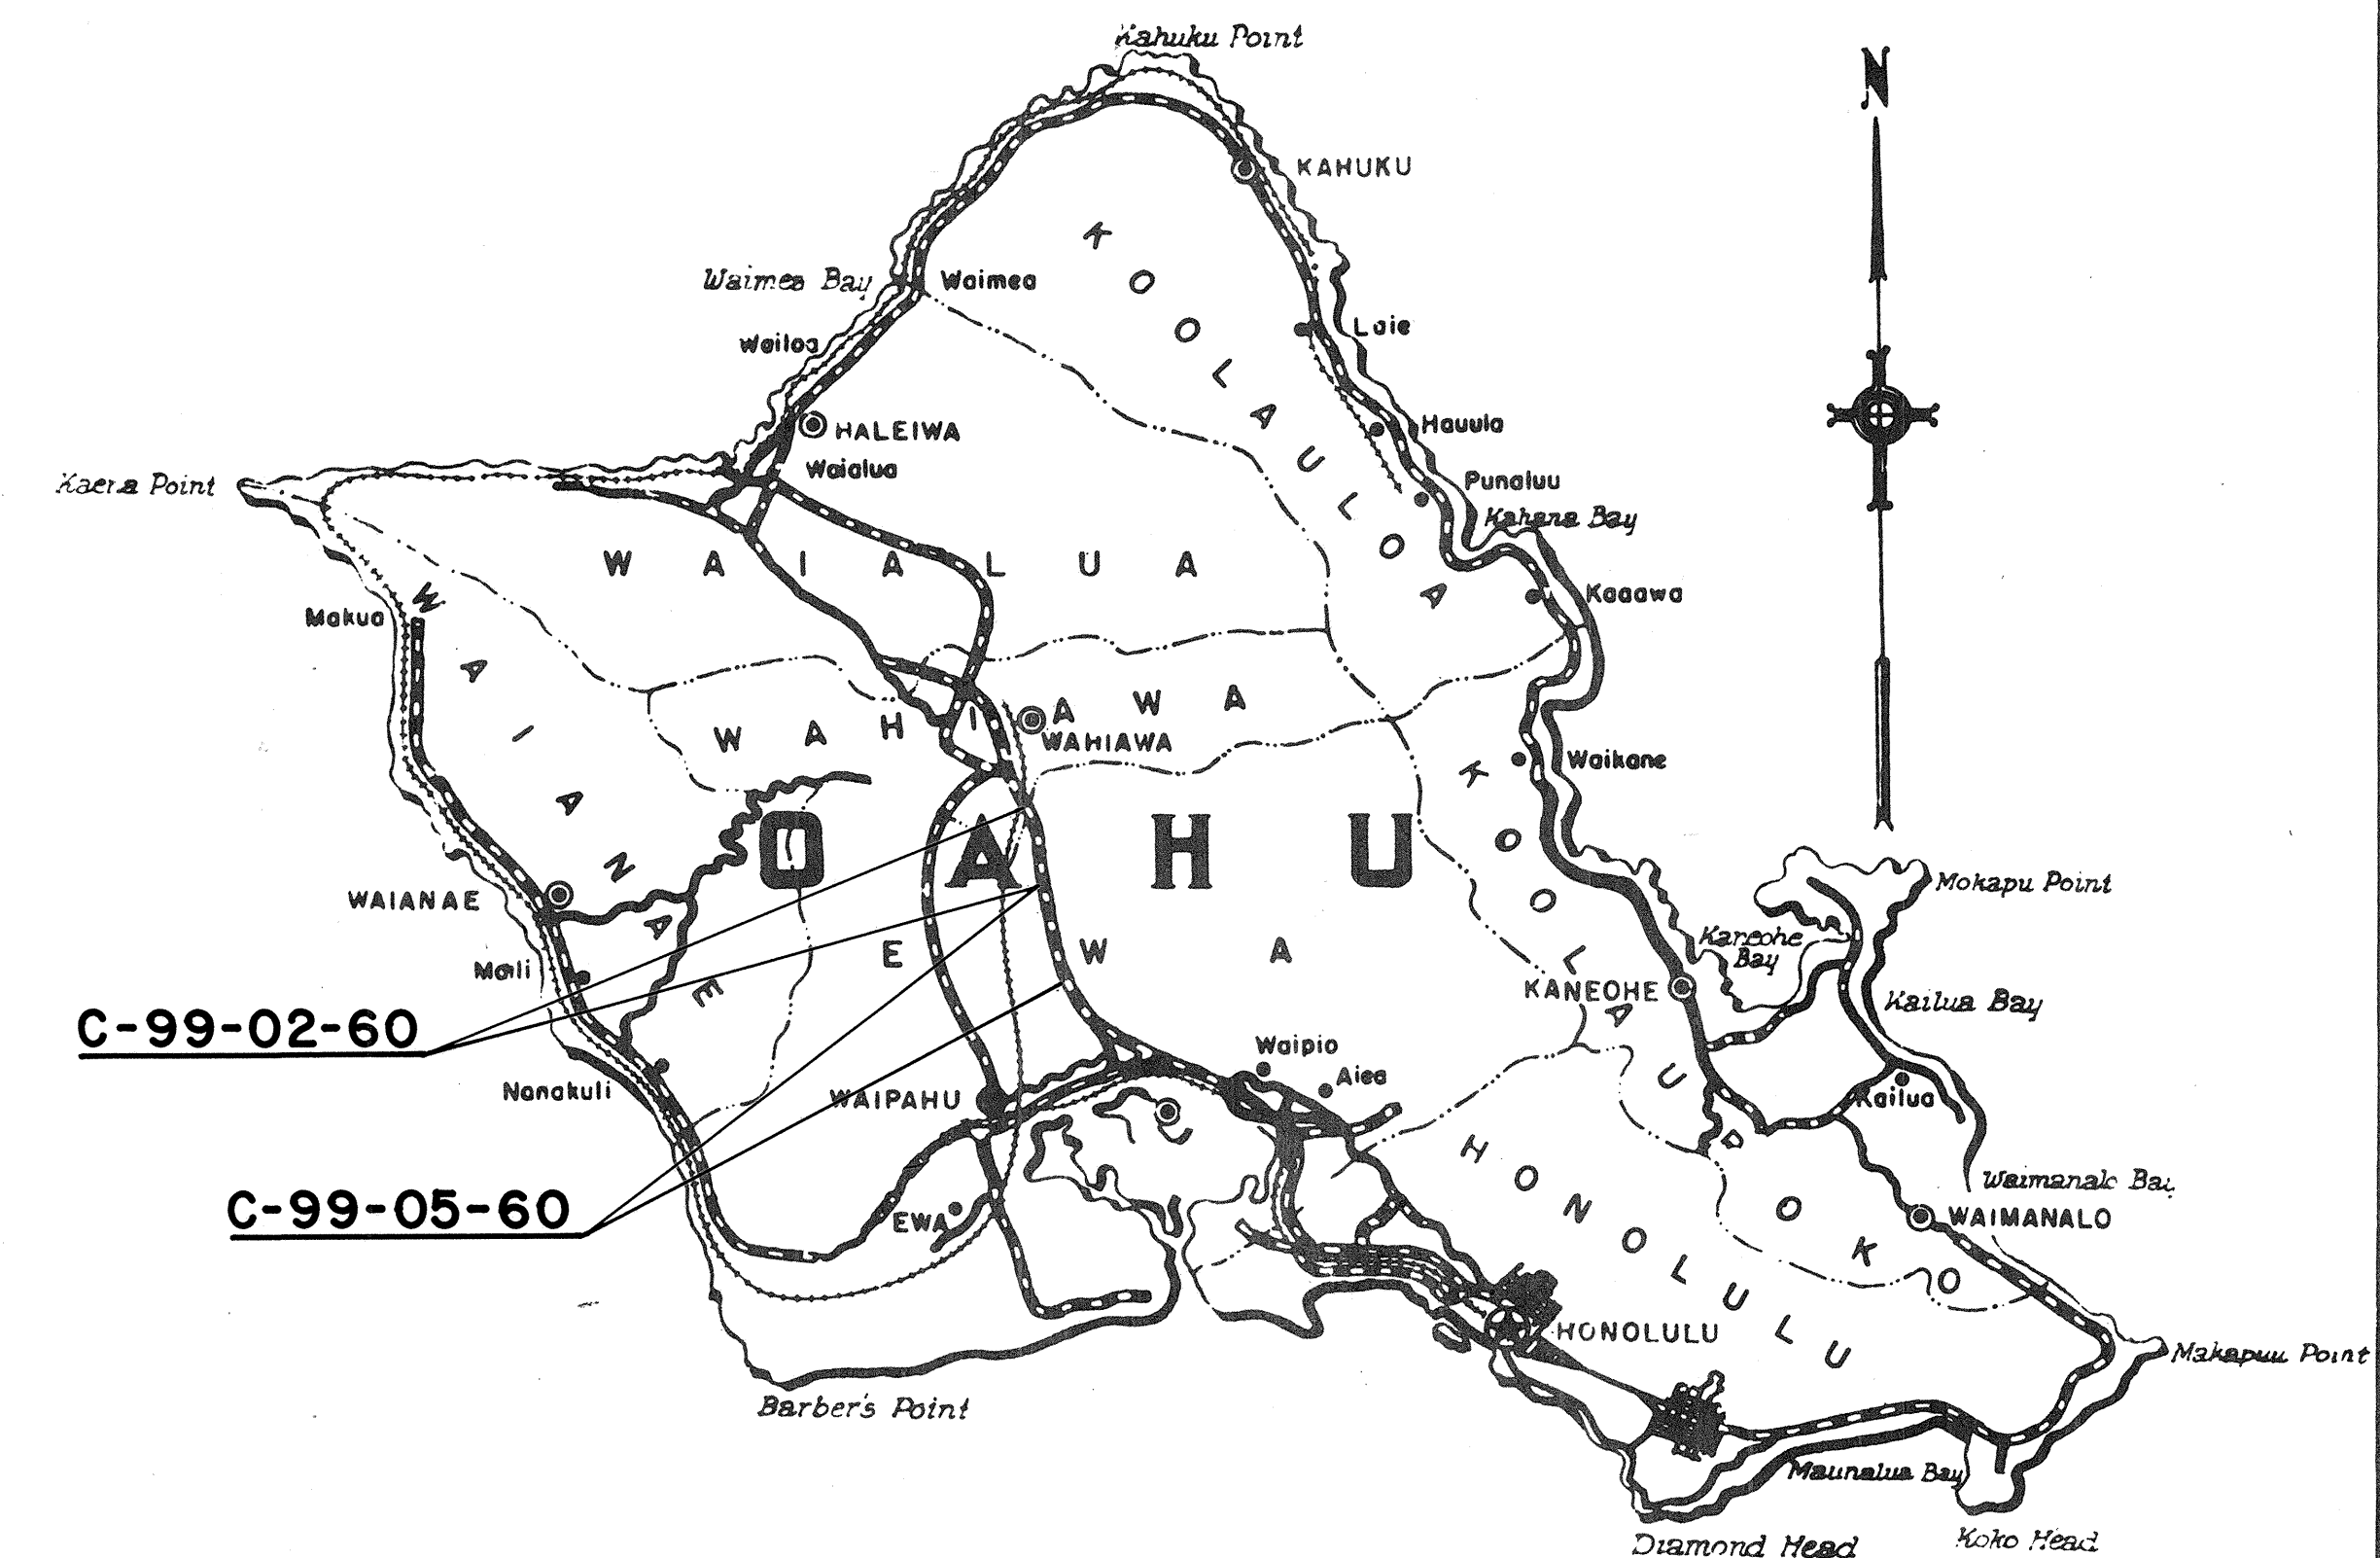 Kahuku Point
N
KAHUKU
Waimea Bay
Waimea
Laie
Wailoa
HALEIWA
Hauula
Waialua
Kaena Point
Punaluu
Kahana Bay
KOOLAULOA
WAIALUA
Kaaawa
Makua
WAHIAWA
WAHIAWA
Waikane
WAIANAE
OAHU
Mokapu Point
WAIANAE
Kaneohe
Bay
EWA
Maili
KANEOHE
Kailua Bay
C-99-02-60
KOOLAUPOKO
Waipio
Aiea
Nanakuli
WAIPAHU
Kailua
HONOLULU
Waimanalo Bay
C-99-05-60
EWA
WAIMANALO
HONOLULU
Makapuu Point
Barber's Point
Maunalua Bay
Diamond Head
Koko Head